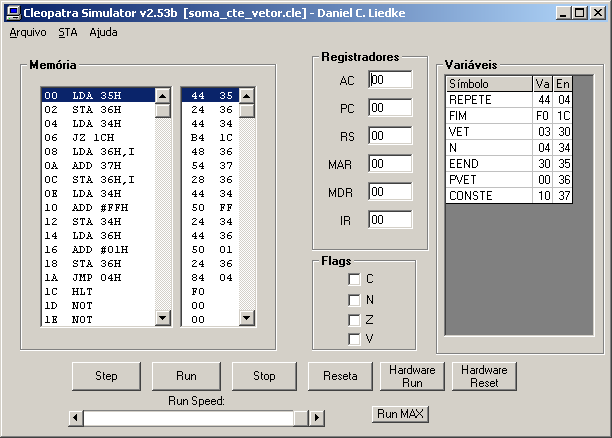 Cleopatra Simulator v2.53b [soma_cte_vetor.cle] - Daniel C. Liedke
Arquivo STA Ajuda
Memória
00 LDA 35H 44 35
02 STA 36H 24 36
04 LDA 34H 44 34
06 JZ 1CH B4 1C
08 LDA 36H,I 48 36
0A ADD 37H 54 37
0C STA 36H,I 28 36
0E LDA 34H 44 34
10 ADD #FFH 50 FF
12 STA 34H 24 34
14 LDA 36H 44 36
16 ADD #01H 50 01
18 STA 36H 24 36
1A JMP 04H 84 04
1C HLT F0
1D NOT 00
1E NOT 00
Registradores
AC 00
PC 00
RS 00
MAR 00
MDR 00
IR 00
Flags
C
N
Z
V
Variáveis
Símbolo Va En
REPETE 44 04
FIM F0 1C
VET 03 30
N 04 34
EEND 30 35
PVET 00 36
CONSTE 10 37
Step Run Stop Reseta Hardware Run Hardware Reset
Run Speed:
Run MAX